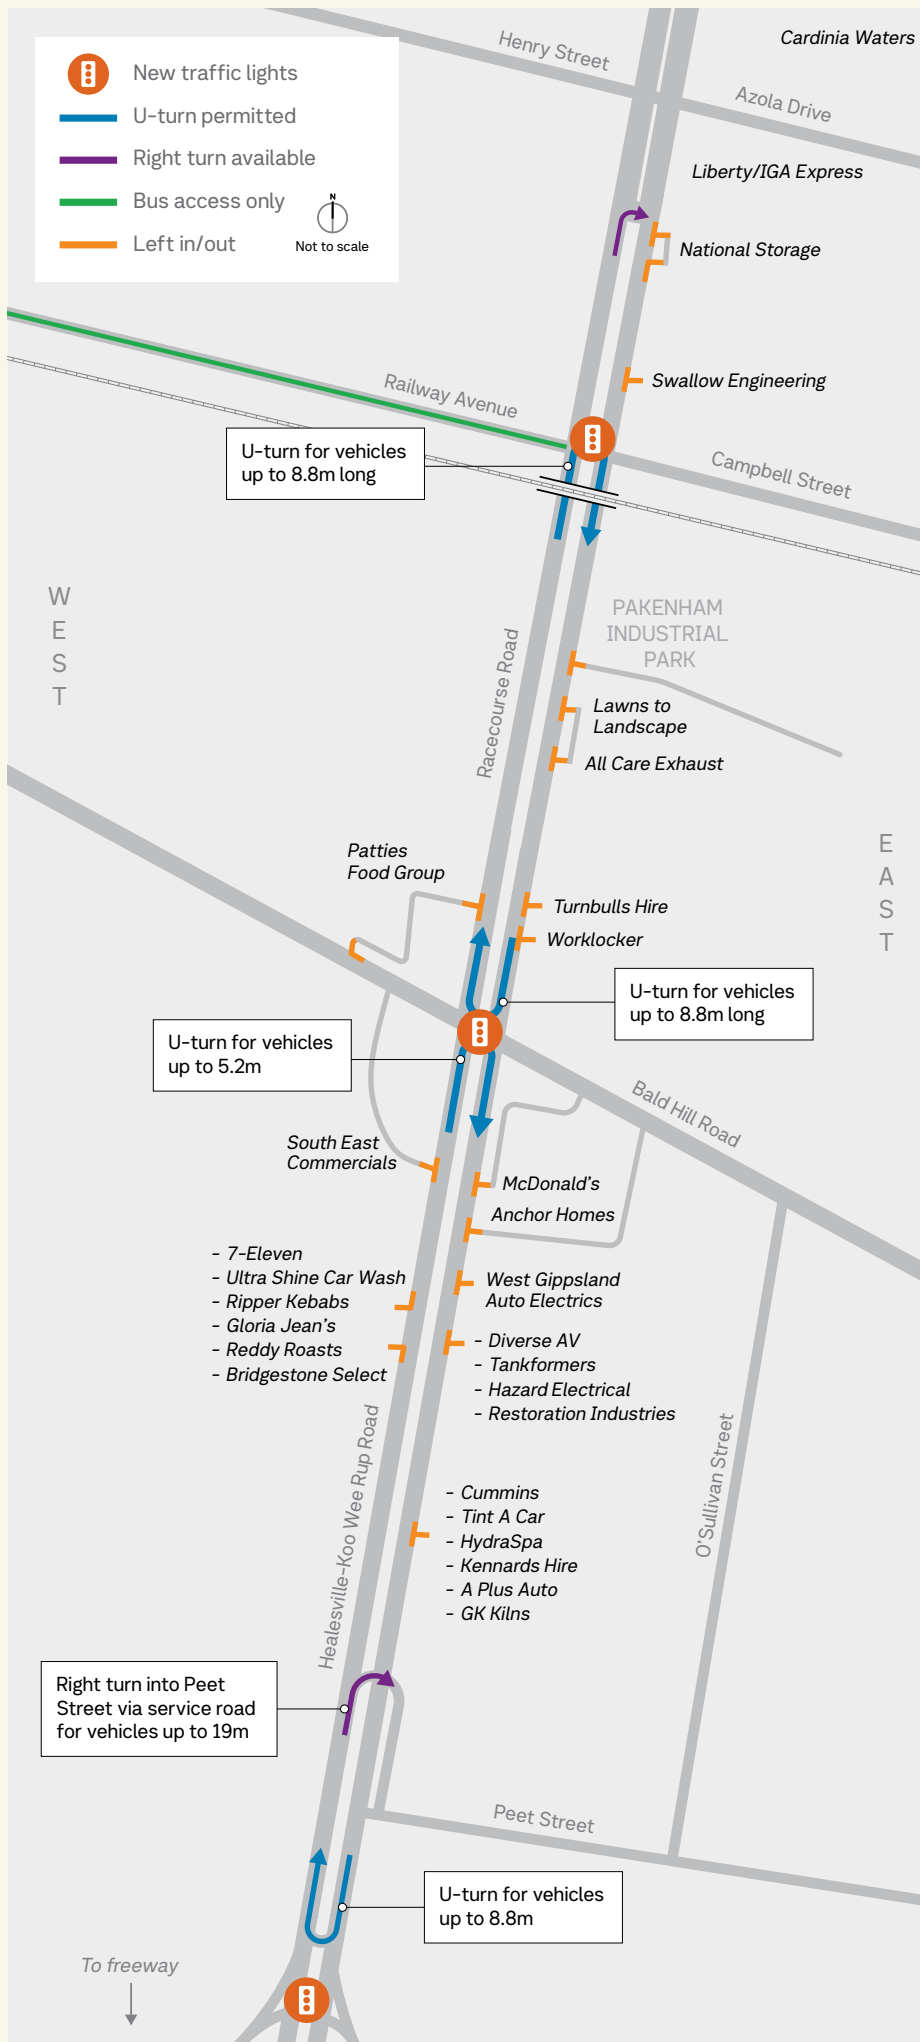 Henry Street
Cardinia Waters
Azola Drive
New traffic lights
U-turn permitted
Right turn available
Bus access only
Left in/out
N
Not to scale
Liberty/IGA Express
National Storage
Swallow Engineering
Railway Avenue
Campbell Street
U-turn for vehicles
up to 8.8m long
WEST
PAKENHAM
INDUSTRIAL
PARK
Racecourse Road
Lawns to
Landscape
All Care Exhaust
EAST
Patties
Food Group
Turnbulls Hire
Worklocker
U-turn for vehicles
up to 8.8m long
U-turn for vehicles
up to 5.2m
Bald Hill Road
South East
Commercials
McDonald's
Anchor Homes
- 7-Eleven
- Ultra Shine Car Wash
- Ripper Kebabs
- Gloria Jean's
- Reddy Roasts
- Bridgestone Select
West Gippsland
Auto Electrics
- Diverse AV
- Tankformers
- Hazard Electrical
- Restoration Industries
Healesville-Koo Wee Rup Road
O'Sullivan Street
- Cummins
- Tint A Car
- HydraSpa
- Kennards Hire
- A Plus Auto
- GK Kilns
Right turn into Peet
Street via service road
for vehicles up to 19m
Peet Street
U-turn for vehicles
up to 8.8m
To freeway